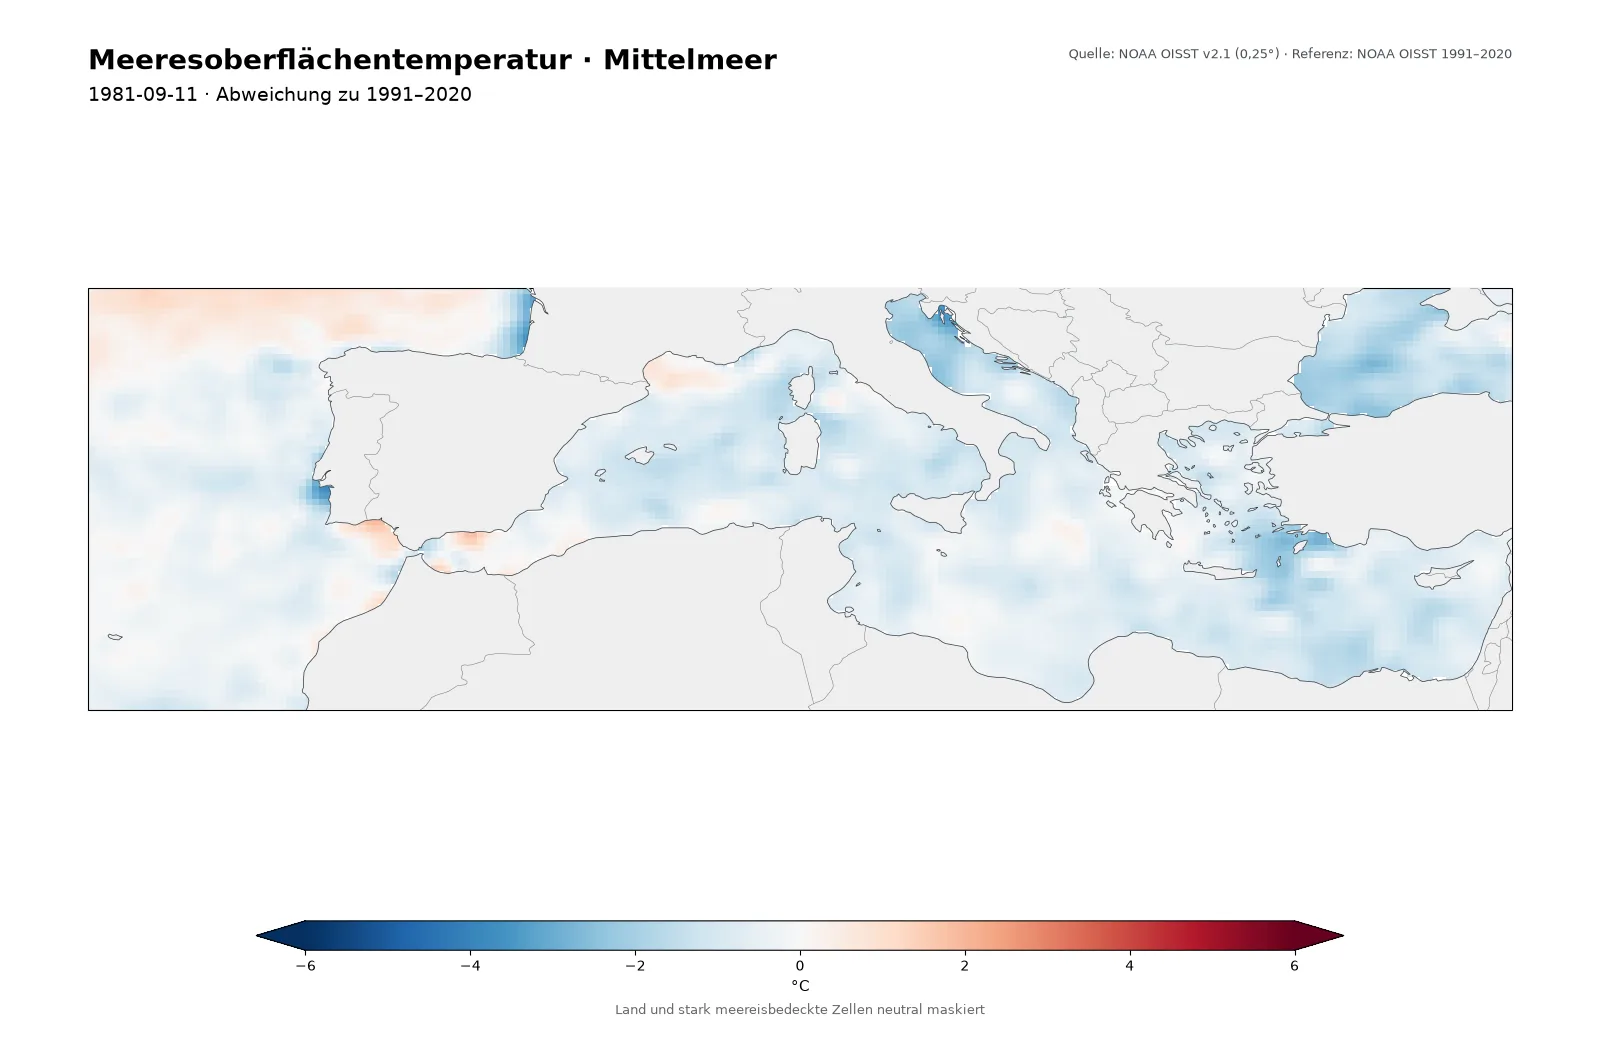 Meeresoberflächentemperatur · Mittelmeer
Quelle: NOAA OISST v2.1 (0,25°) · Referenz: NOAA OISST 1991–2020
1981-09-11 · Abweichung zu 1991–2020
−6 −4 −2 0 2 4 6
°C
Land und stark meereisbedeckte Zellen neutral maskiert